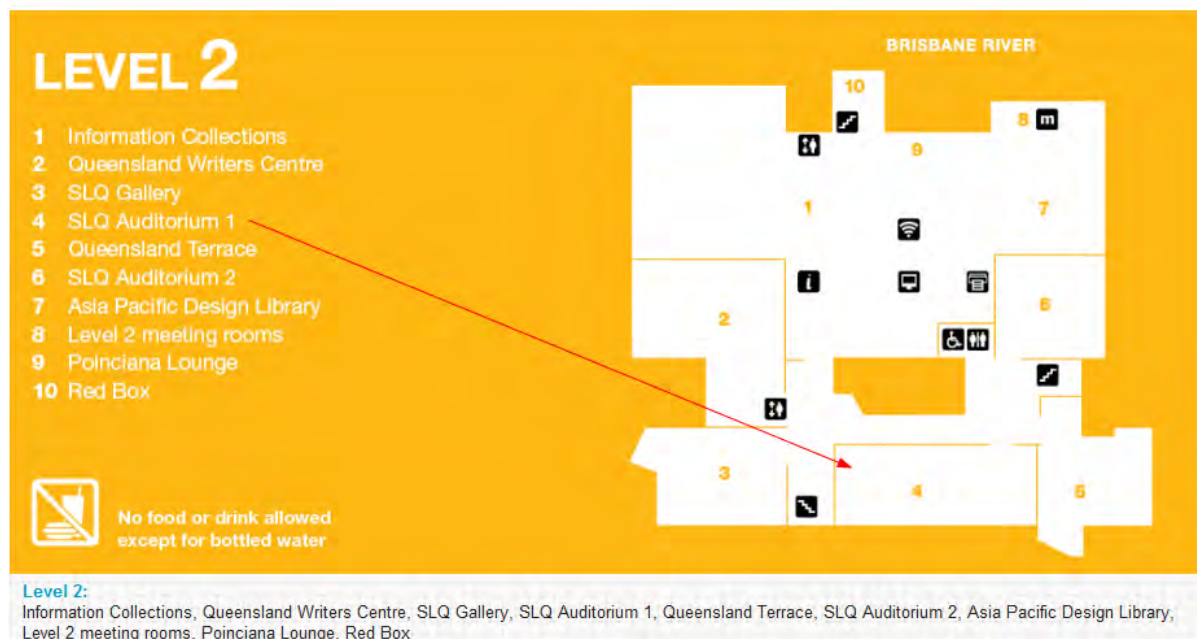 LEVEL 2
1 Information Collections
2 Queensland Writers Centre
3 SLQ Gallery
4 SLQ Auditorium 1
5 Queensland Terrace
6 SLQ Auditorium 2
7 Asia Pacific Design Library
8 Level 2 meeting rooms
9 Poinciana Lounge
10 Red Box
No food or drink allowed
except for bottled water
BRISBANE RIVER
10
8 m
9
1
7
i
2
6
3
4
5
Level 2:
Information Collections, Queensland Writers Centre, SLQ Gallery, SLQ Auditorium 1, Queensland Terrace, SLQ Auditorium 2, Asia Pacific Design Library,
Level 2 meeting rooms, Poinciana Lounge, Red Box